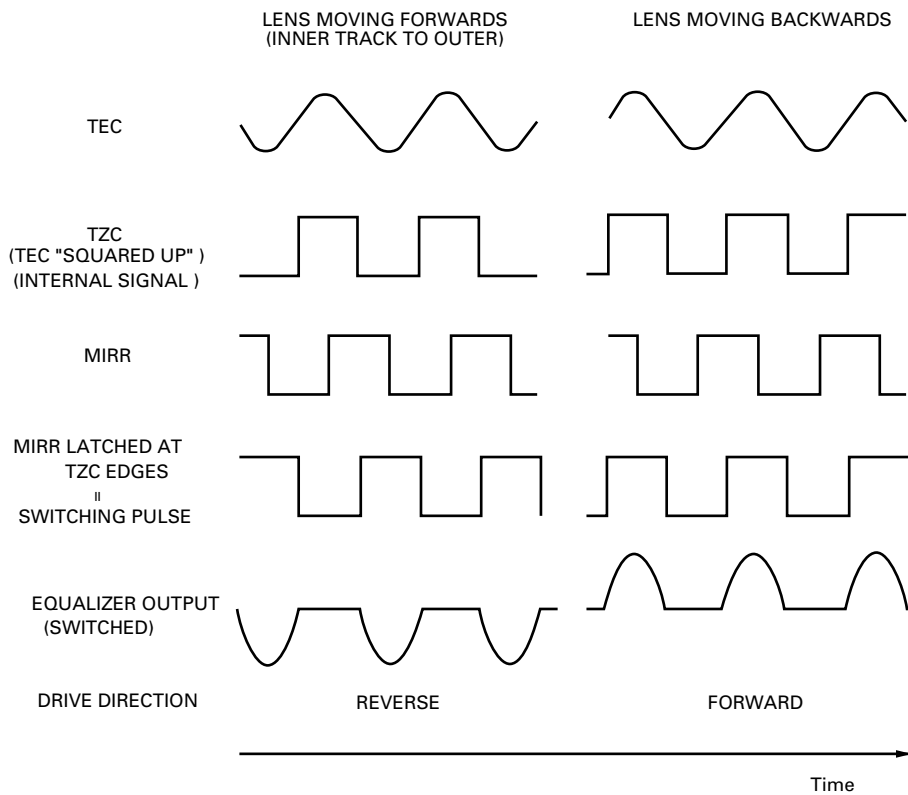 LENS MOVING FORWARDS
(INNER TRACK TO OUTER)
LENS MOVING BACKWARDS
TEC
TZC
(TEC "SQUARED UP" )
(INTERNAL SIGNAL )
MIRR
MIRR LATCHED AT
TZC EDGES
=
SWITCHING PULSE
EQUALIZER OUTPUT
(SWITCHED)
DRIVE DIRECTION
REVERSE
FORWARD
Time